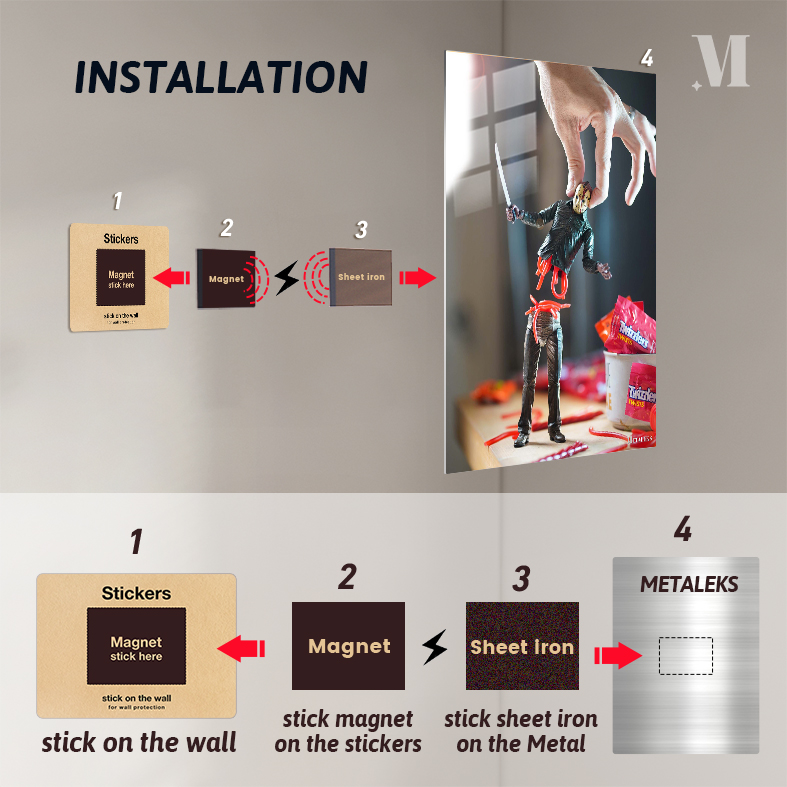 INSTALLATION
M
4
1
2
3
Stickers
Magnet
stick here
stick on the wall
for wall protection
Magnet
Sheet iron
Twizzlers
Twizzlers
TWISTS
1
2
3
4
Stickers
Magnet
stick here
stick on the wall
for wall protection
Magnet
Sheet Iron
METALEKS
stick on the wall
stick magnet
on the stickers
stick sheet iron
on the Metal